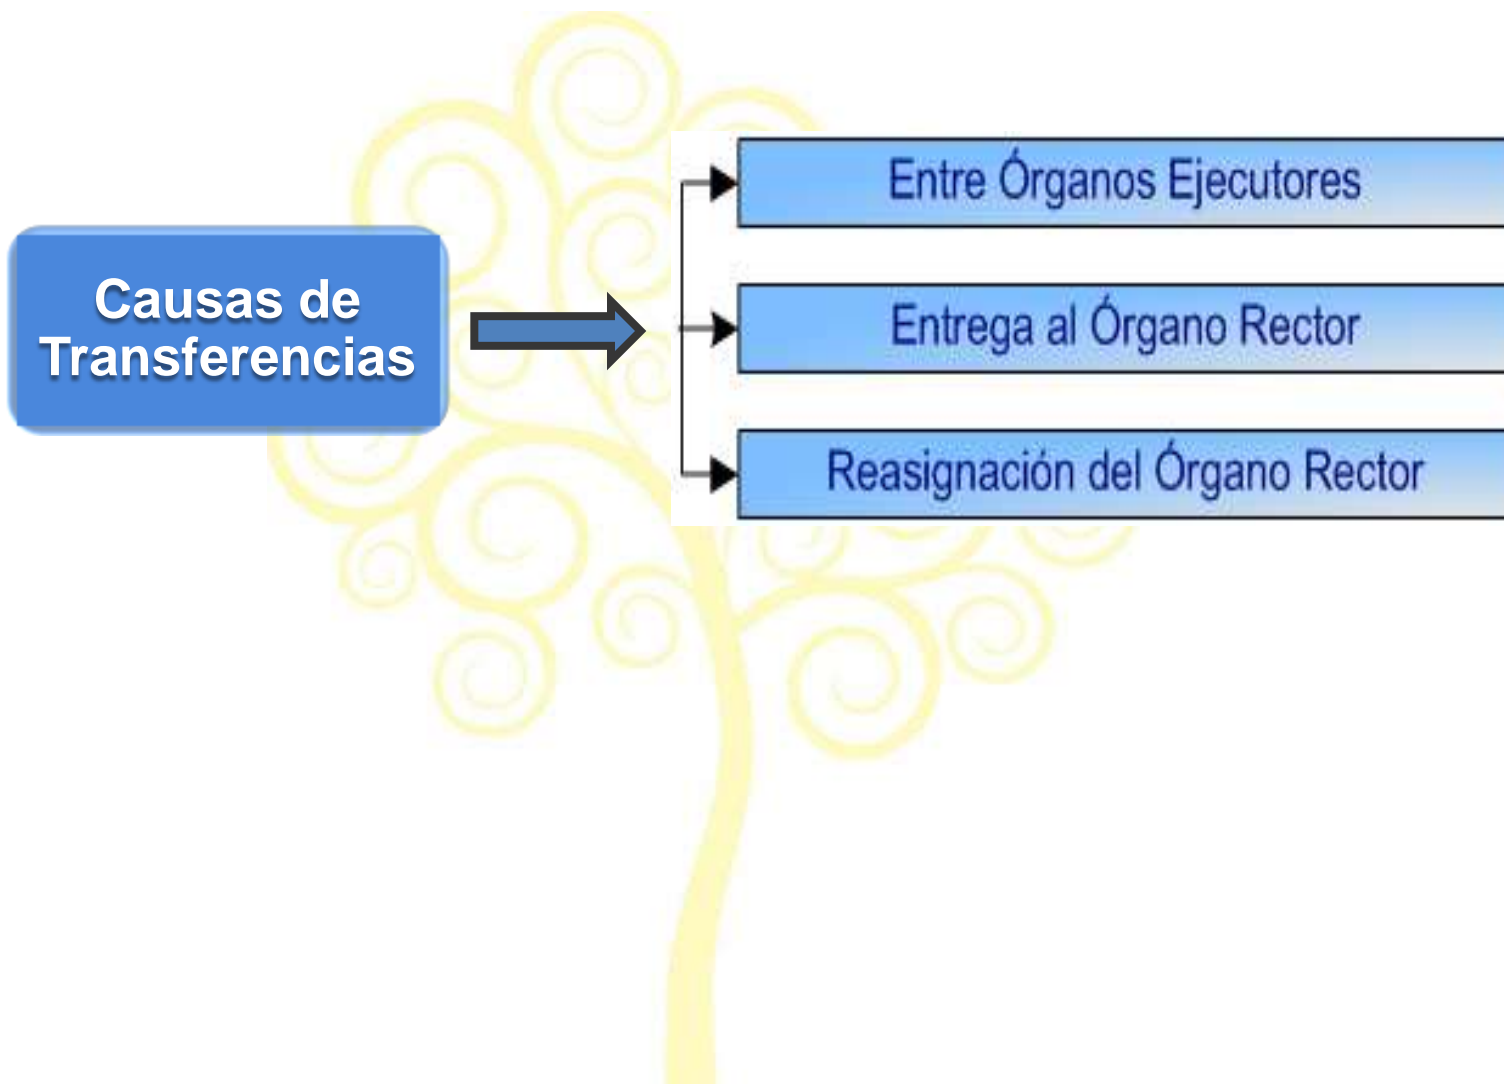 Causas de
Transferencias
Entre Órganos Ejecutores
Entrega al Órgano Rector
Reasignación del Órgano Rector